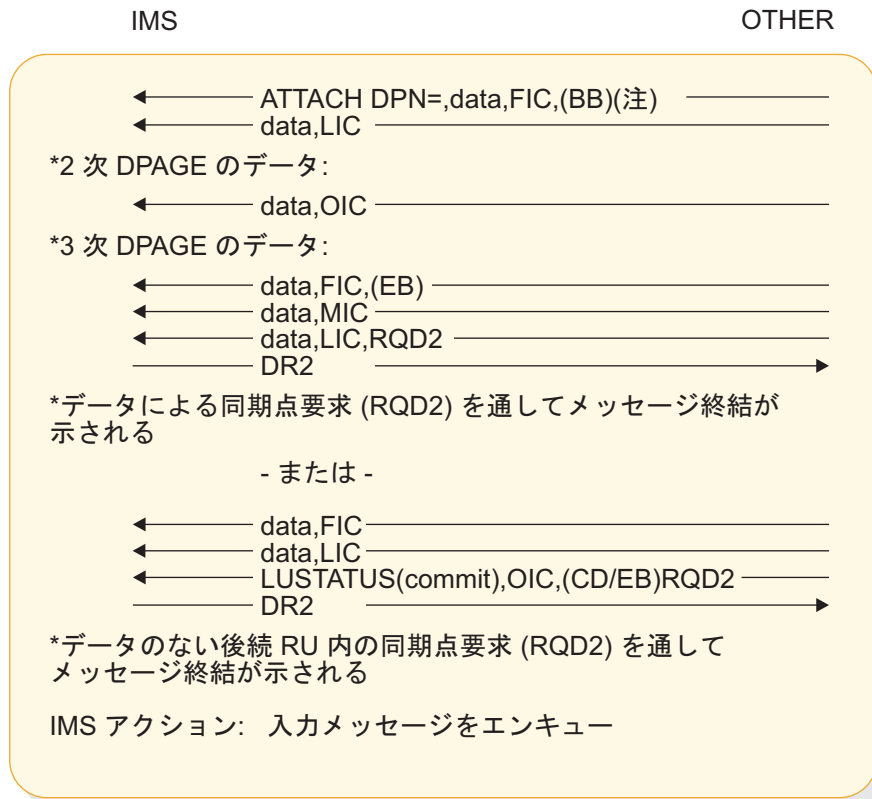 IMS OTHER
ATTACH DPN=,data,FIC,(BB)(注)
data,LIC
*2 次 DPAGE のデータ:
data,OIC
*3 次 DPAGE のデータ:
data,FIC,(EB)
data,MIC
data,LIC,RQD2
DR2
*データによる同期点要求 (RQD2) を通してメッセージ終結が
示される
- または -
data,FIC
data,LIC
LUSTATUS(commit),OIC,(CD/EB)RQD2
DR2
*データのない後続 RU 内の同期点要求 (RQD2) を通して
メッセージ終結が示される
IMS アクション: 入力メッセージをエンキュー